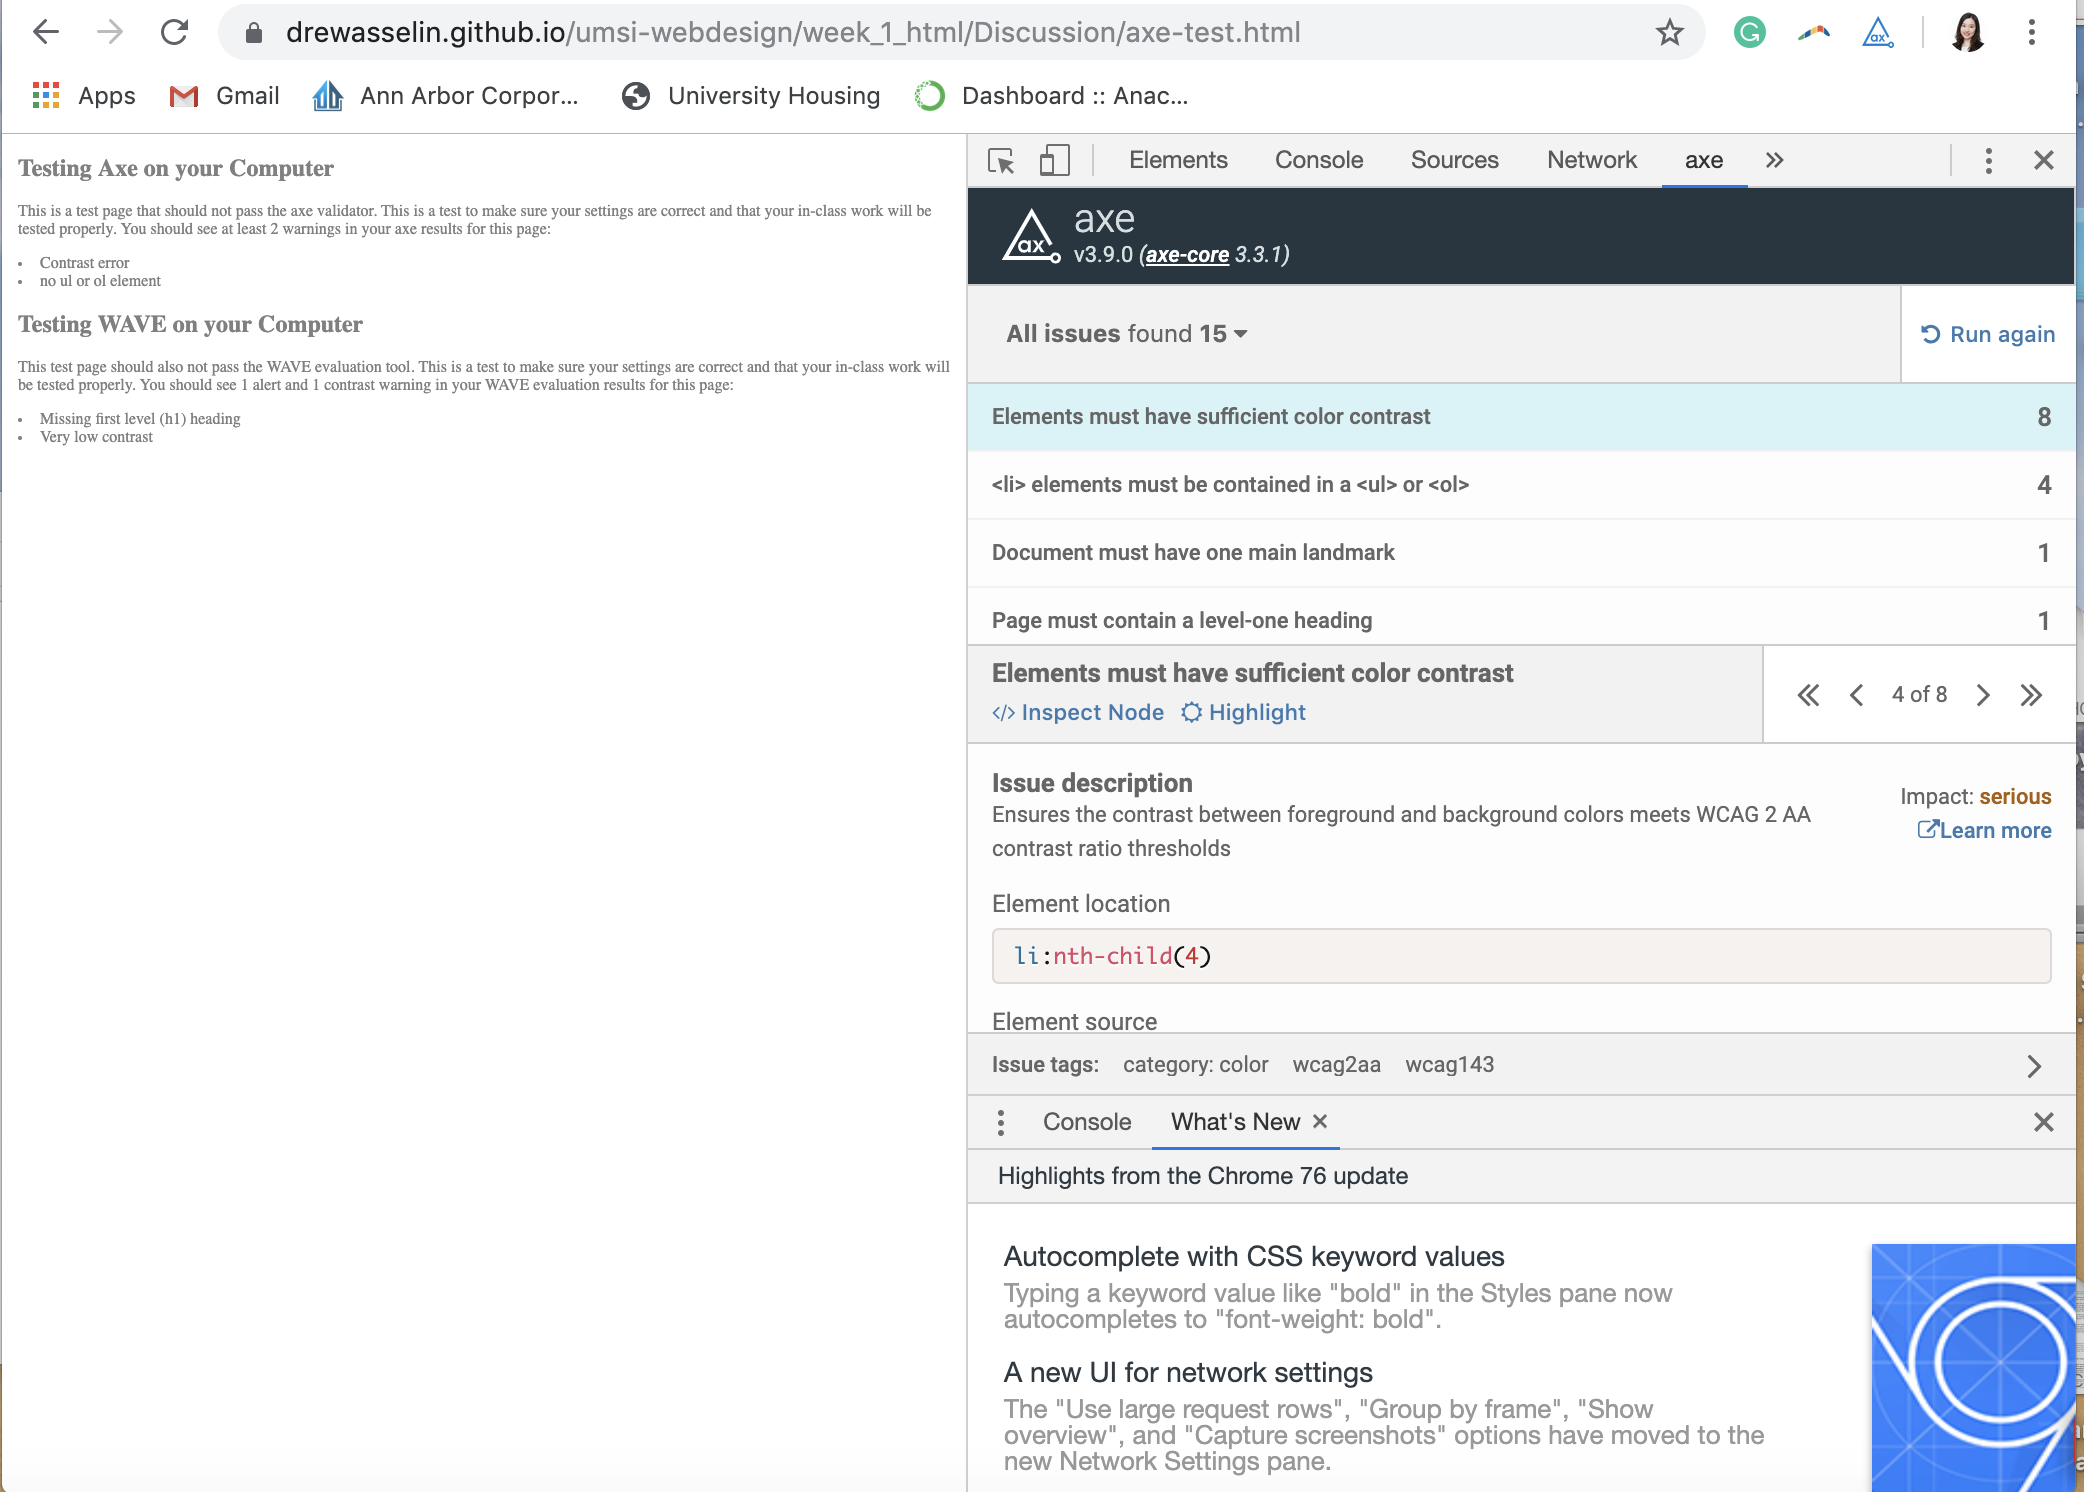 drewasselin.github.io/umsi-webdesign/week_1_html/Discussion/axe-test.html
G
ax
Apps
Gmail
Ann Arbor Corpor...
University Housing
Dashboard :: Anac...
Testing Axe on your Computer
This is a test page that should not pass the axe validator. This is a test to make sure your settings are correct and that your in-class work will be
tested properly. You should see at least 2 warnings in your axe results for this page:
• Contrast error
• no ul or ol element
Testing WAVE on your Computer
This test page should also not pass the WAVE evaluation tool. This is a test to make sure your settings are correct and that your in-class work will
be tested properly. You should see 1 alert and 1 contrast warning in your WAVE evaluation results for this page:
• Missing first level (h1) heading
• Very low contrast
Elements Console Sources Network axe »
ax
axe
v3.9.0 (axe-core 3.3.1)
All issues found 15
Run again
Elements must have sufficient color contrast 8
<li> elements must be contained in a <ul> or <ol> 4
Document must have one main landmark 1
Page must contain a level-one heading 1
Elements must have sufficient color contrast
</> Inspect Node Highlight
4 of 8
Issue description
Ensures the contrast between foreground and background colors meets WCAG 2 AA
contrast ratio thresholds
Impact: serious
Learn more
Element location
li:nth-child(4)
Element source
Issue tags: category: color wcag2aa wcag143
Console What's New ×
Highlights from the Chrome 76 update
Autocomplete with CSS keyword values
Typing a keyword value like "bold" in the Styles pane now
autocompletes to "font-weight: bold".
A new UI for network settings
The "Use large request rows", "Group by frame", "Show
overview", and "Capture screenshots" options have moved to the
new Network Settings pane.